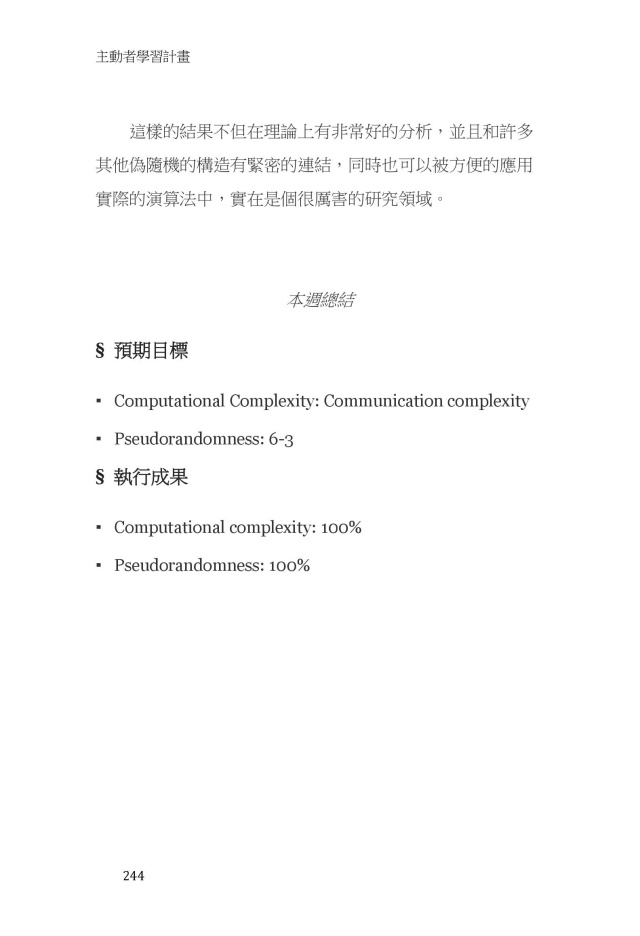 主動者學習計畫
這樣的結果不但在理論上有非常好的分析，並且和許多
其他偽隨機的構造有緊密的連結，同時也可以被方便的應用
實際的演算法中，實在是個很厲害的研究領域。
本週總結
§ 預期目標
▪ Computational Complexity: Communication complexity
▪ Pseudorandomness: 6-3
§ 執行成果
▪ Computational complexity: 100%
▪ Pseudorandomness: 100%
244